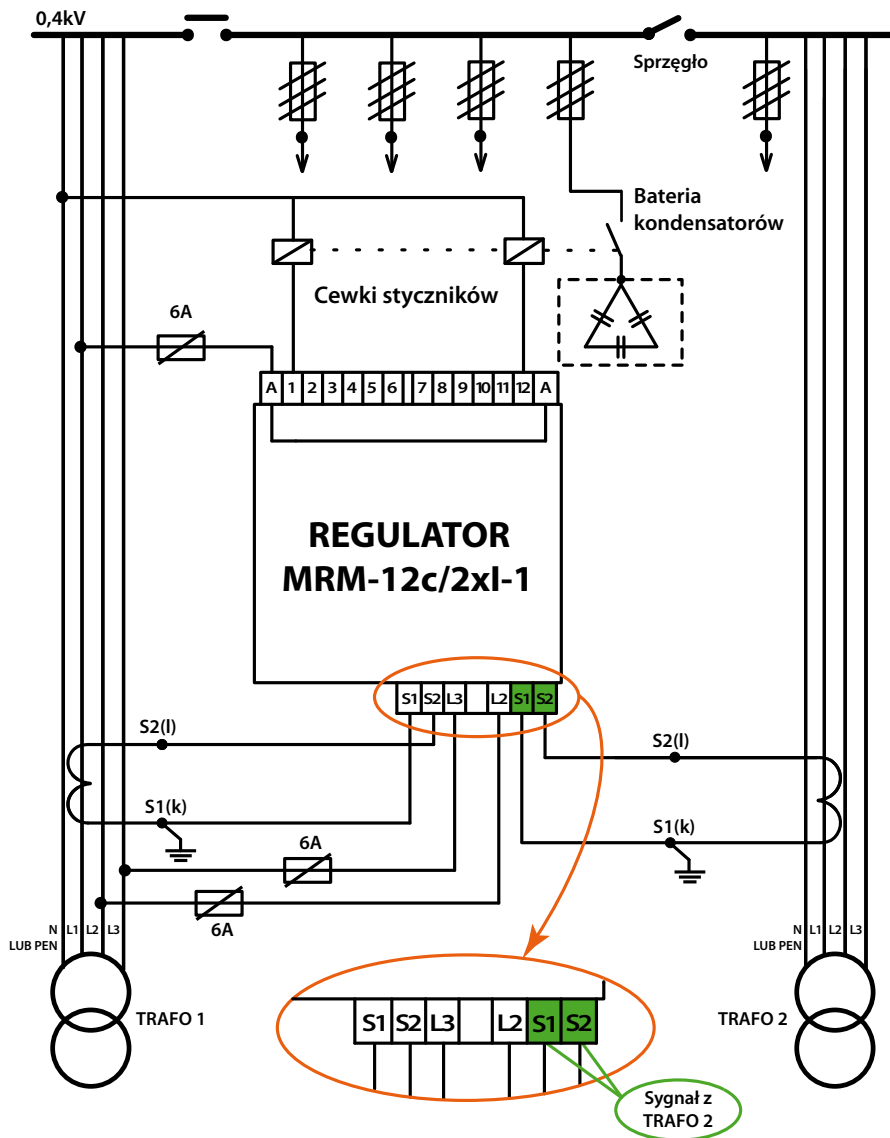 0,4kV
Sprzęgło
Bateria
kondensatorów
Cewki styczników
6A
A 1 2 3 4 5 6 7 8 9 10 11 12 A
REGULATOR
MRM-12c/2xI-1
S1 S2 L3 L2 S1 S2
S2(l)
S2(l)
S1(k)
S1(k)
6A
6A
N L1 L2 L3
LUB PEN
N L1 L2 L3
LUB PEN
TRAFO 1
TRAFO 2
S1 S2 L3 L2 S1 S2
Sygnał z
TRAFO 2